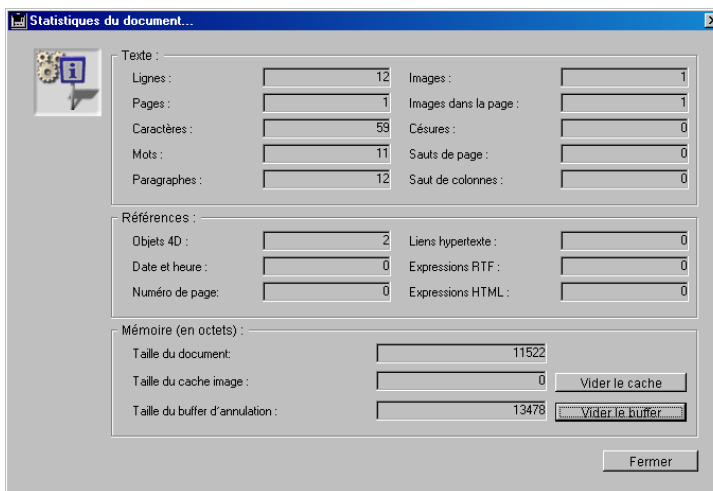 Statistiques du document...
Texte :
Lignes : 12 Images : 1
Pages : 1 Images dans la page : 1
Caractères : 59 Césures : 0
Mots : 11 Sauts de page : 0
Paragraphes : 12 Saut de colonnes : 0
Références :
Objets 4D : 2 Liens hypertexte : 0
Date et heure : 0 Expressions RTF : 0
Numéro de page: 0 Expressions HTML : 0
Mémoire (en octets) :
Taille du document: 11522
Taille du cache image : 0 Vider le cache
Taille du buffer d'annulation : 13478 Vider le buffer
Fermer